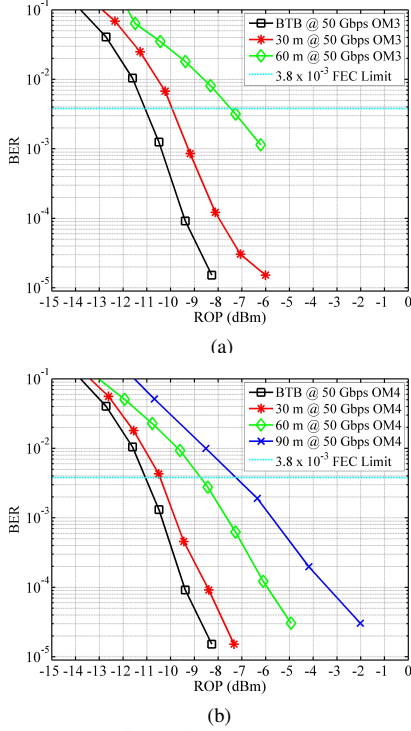 10^-1
10^-2
10^-3
10^-4
10^-5
BER
BTB @ 50 Gbps OM3
30 m @ 50 Gbps OM3
60 m @ 50 Gbps OM3
3.8 x 10^-3 FEC Limit
-15 -14 -13 -12 -11 -10 -9 -8 -7 -6 -5 -4 -3 -2 -1 0
ROP (dBm)
(a)
10^-1
10^-2
10^-3
10^-4
10^-5
BER
BTB @ 50 Gbps OM4
30 m @ 50 Gbps OM4
60 m @ 50 Gbps OM4
90 m @ 50 Gbps OM4
3.8 x 10^-3 FEC Limit
-15 -14 -13 -12 -11 -10 -9 -8 -7 -6 -5 -4 -3 -2 -1 0
ROP (dBm)
(b)